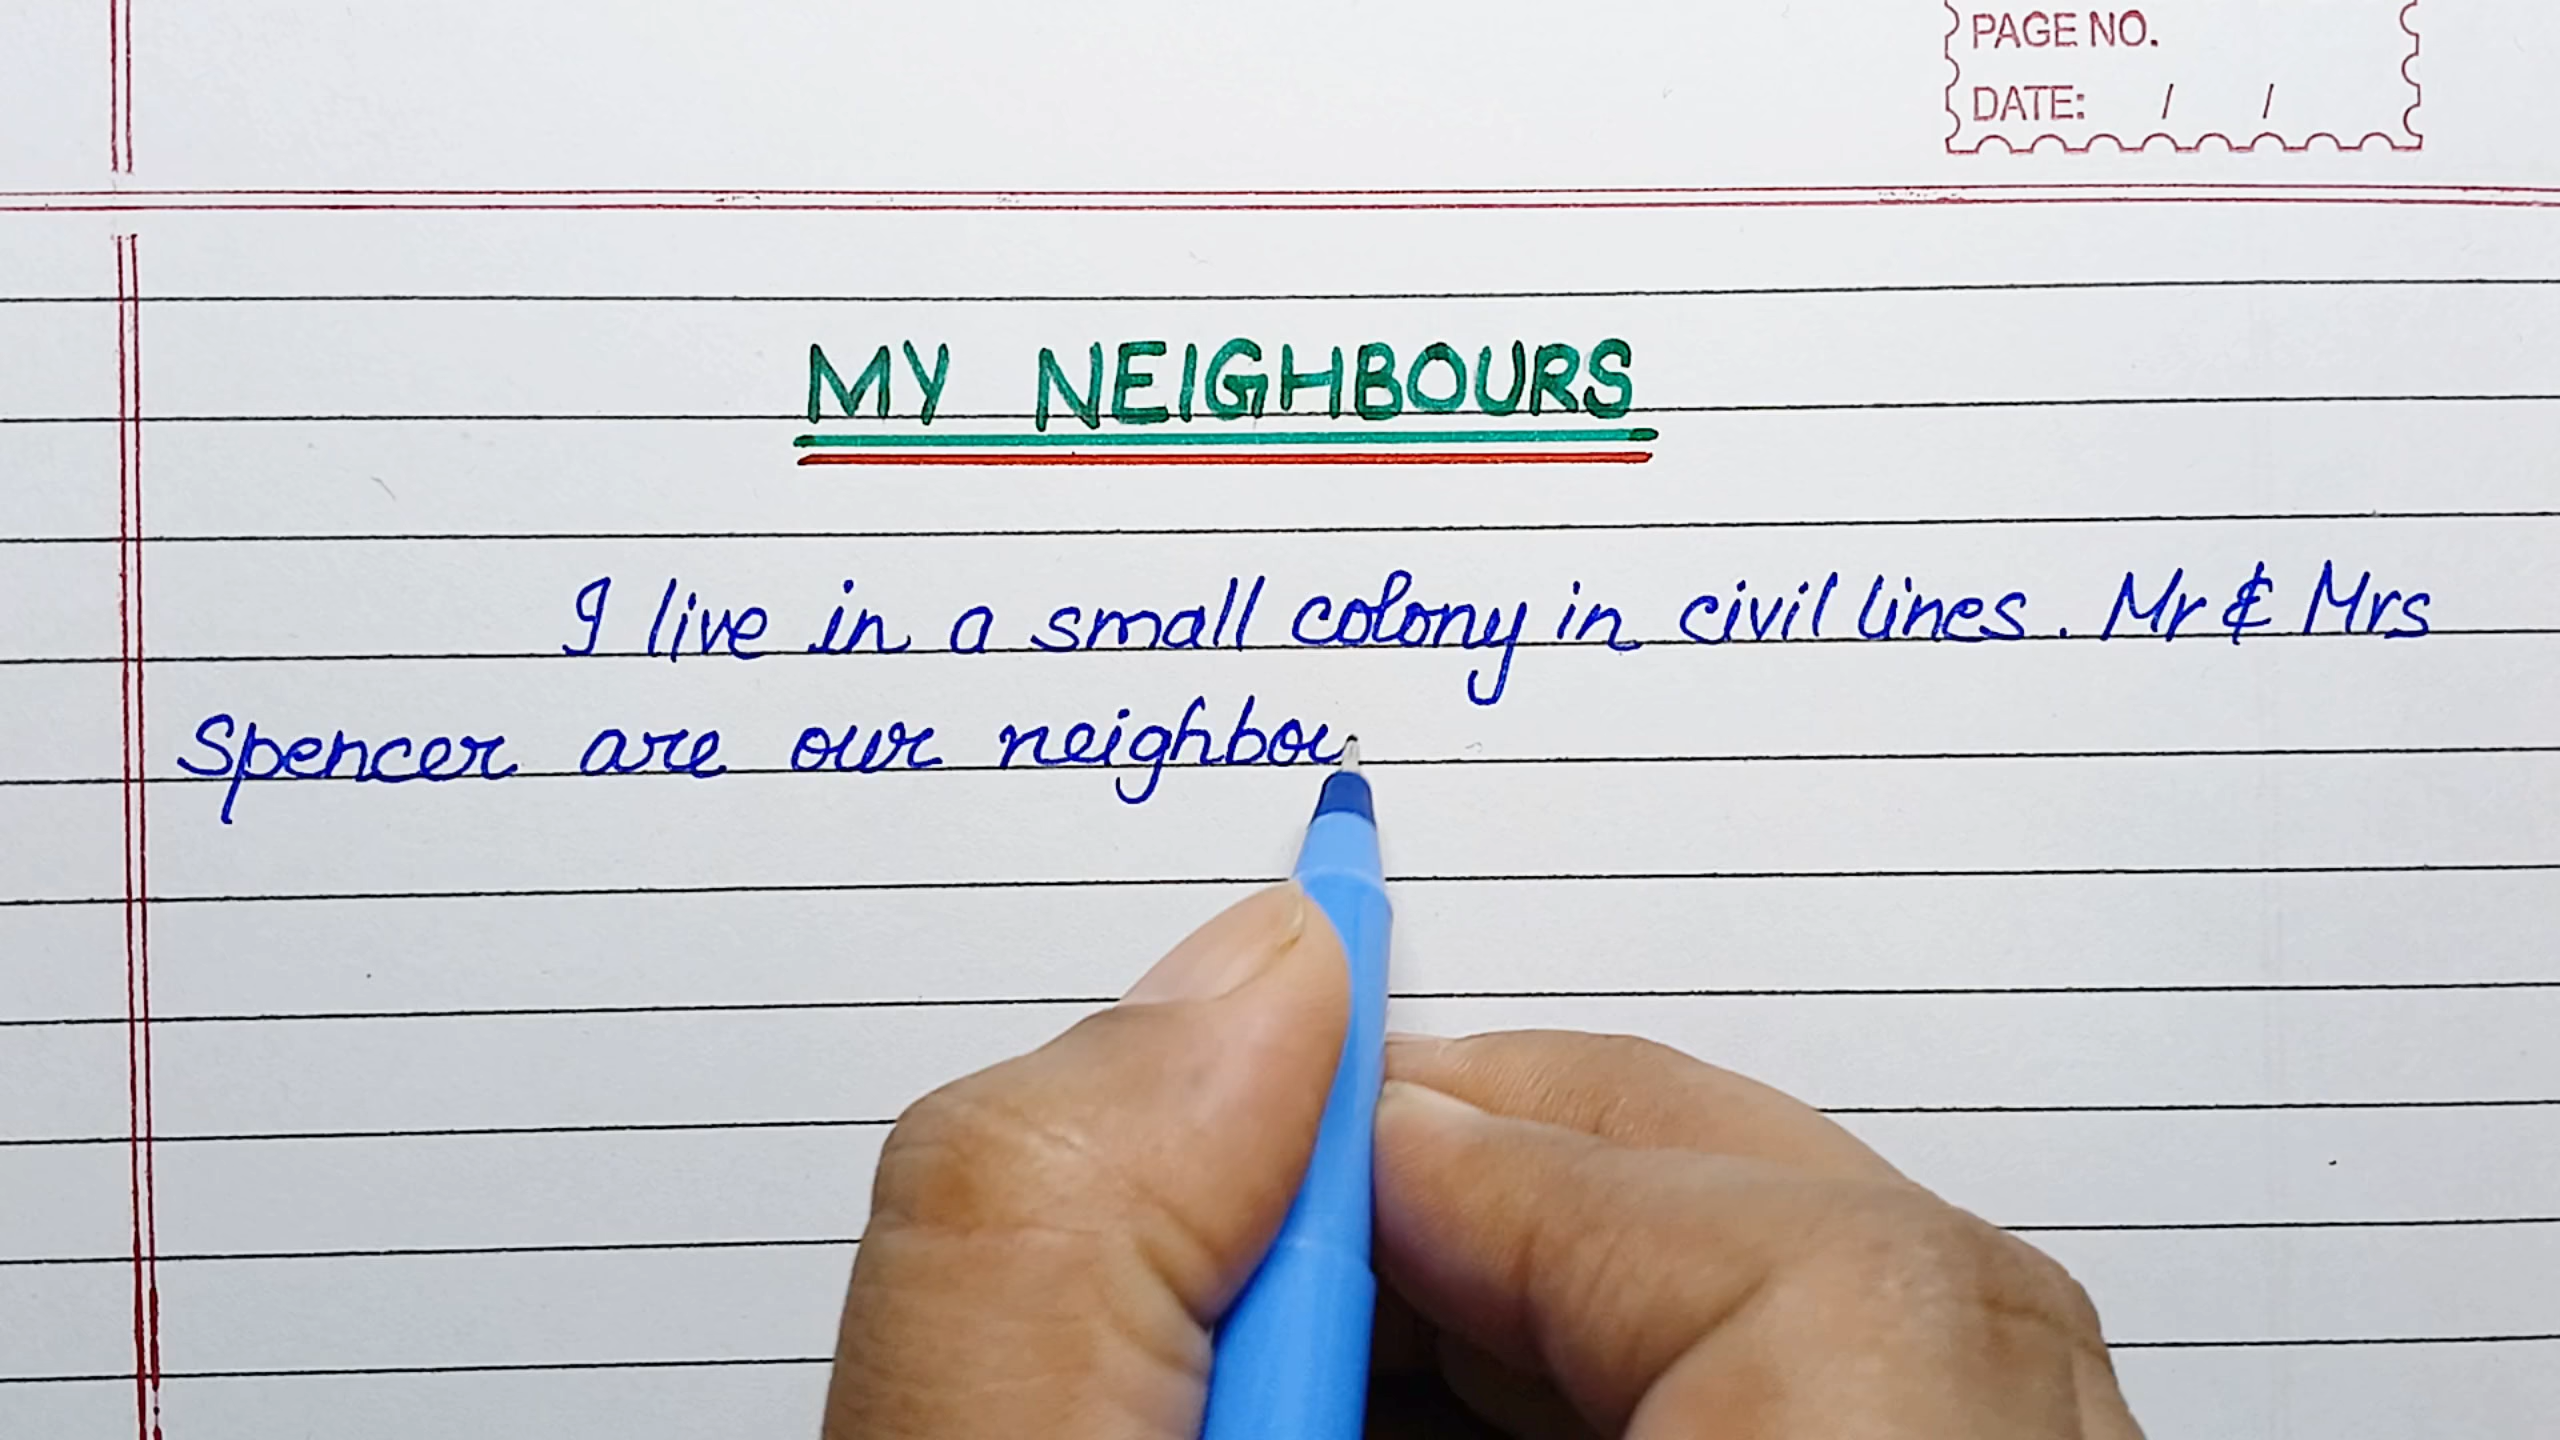 PAGE NO.
DATE: / /
MY NEIGHBOURS
I live in a small colony in civil lines. Mr & Mrs
Spencer are our neighbou